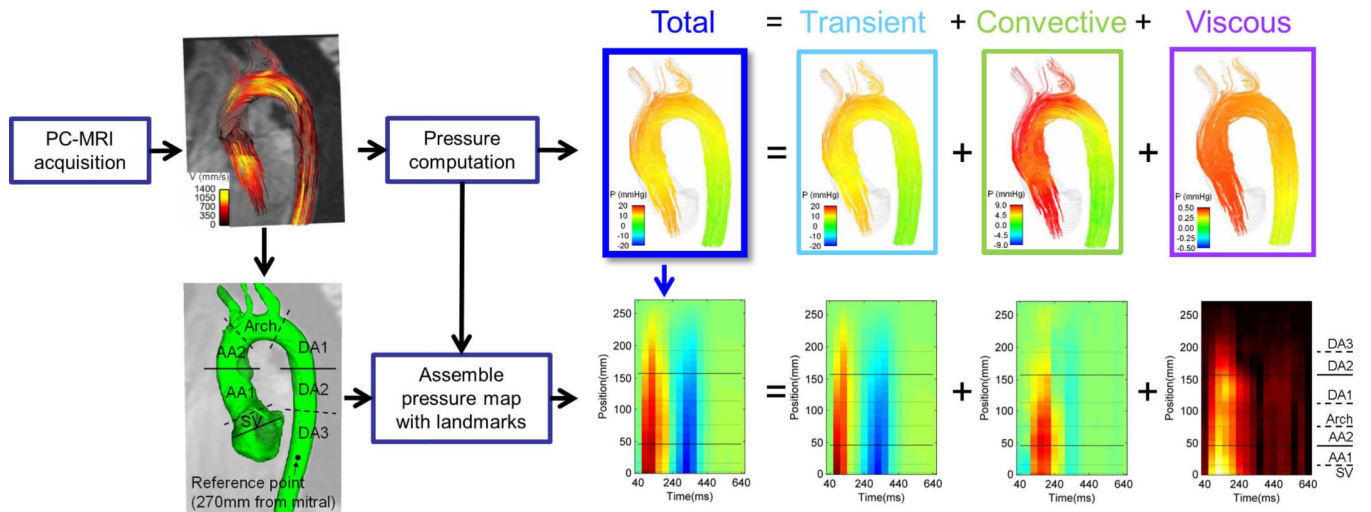 Total = Transient + Convective + Viscous
PC-MRI
acquisition
V (mm/s)
1400
1050
700
350
0
Pressure
computation
P (mmHg)
20
10
0
-10
-20
=
P (mmHg)
20
10
0
-10
-20
+
P (mmHg)
9.0
4.5
0.0
-4.5
-9.0
+
P (mmHg)
0.50
0.25
0.00
-0.25
-0.50
Arch
AA2
DA1
AA1
DA2
SV
DA3
Reference point
(270mm from mitral)
Assemble
pressure map
with landmarks
Position(mm)
250
200
150
100
50
0
40 240 440 640
Time(ms)
=
Position(mm)
250
200
150
100
50
0
40 240 440 640
Time(ms)
+
Position(mm)
250
200
150
100
50
0
40 240 440 640
Time(ms)
+
Position(mm)
250
200
150
100
50
0
40 240 440 640
Time(ms)
DA3
DA2
DA1
Arch
AA2
AA1
SV